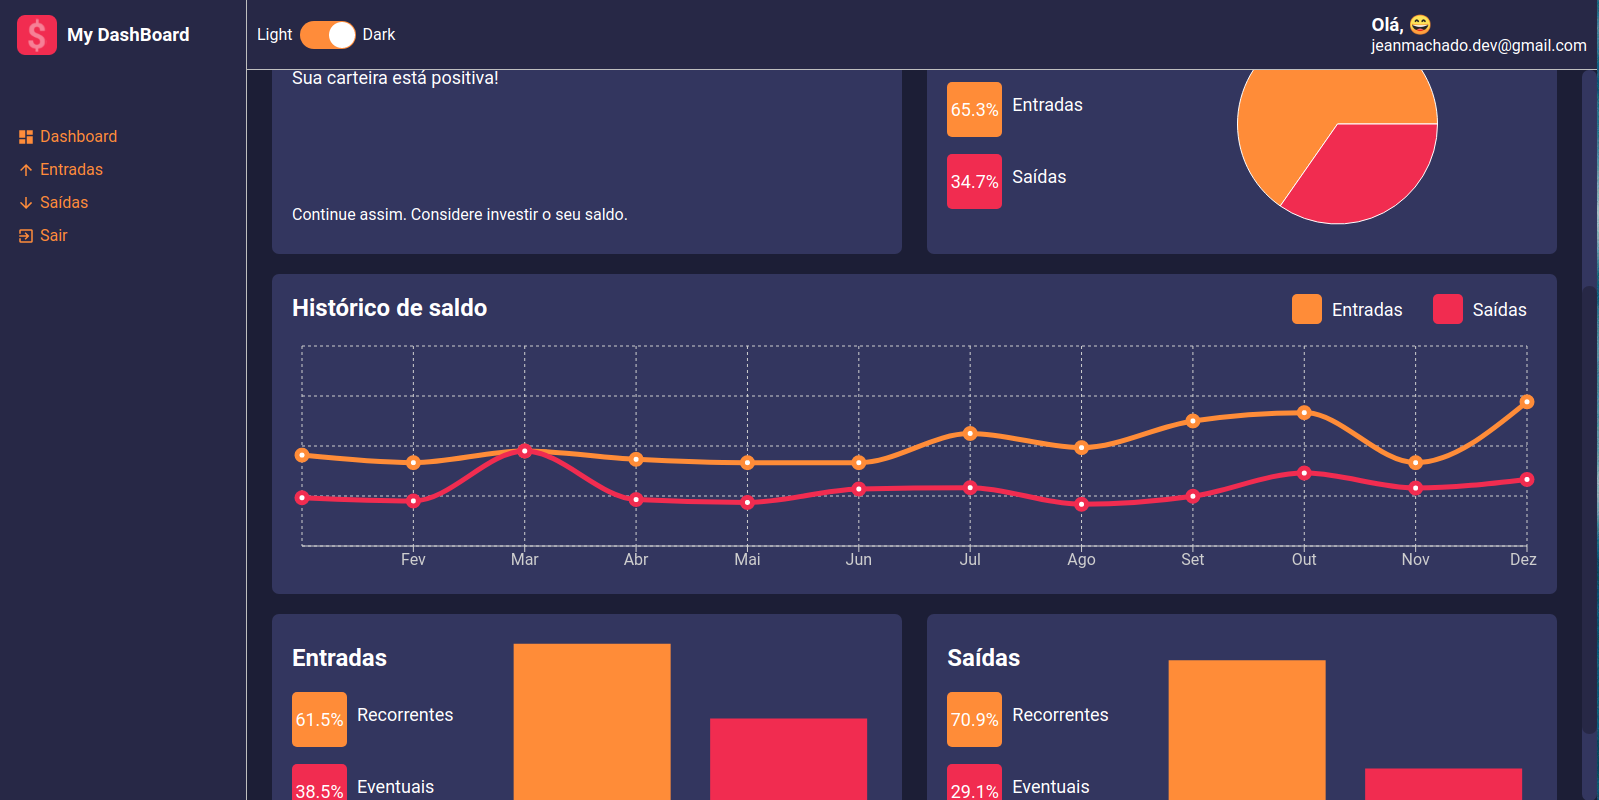 $ My DashBoard
Light Dark
Olá, 😄
jeanmachado.dev@gmail.com
Dashboard
Entradas
Saídas
Sair
Sua carteira está positiva!
Continue assim. Considere investir o seu saldo.
65.3% Entradas
34.7% Saídas
Histórico de saldo
Entradas Saídas
Fev Mar Abr Mai Jun Jul Ago Set Out Nov Dez
Entradas
61.5% Recorrentes
38.5% Eventuais
Saídas
70.9% Recorrentes
29.1% Eventuais